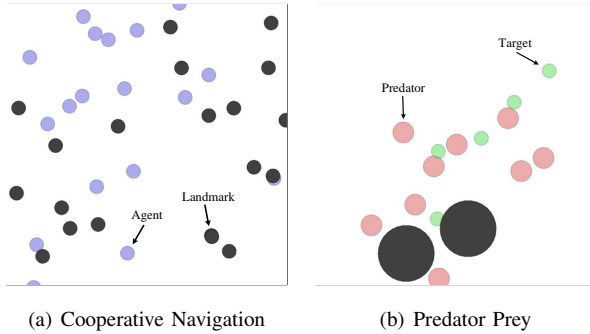 Target
Predator
Landmark
Agent
(a) Cooperative Navigation
(b) Predator Prey